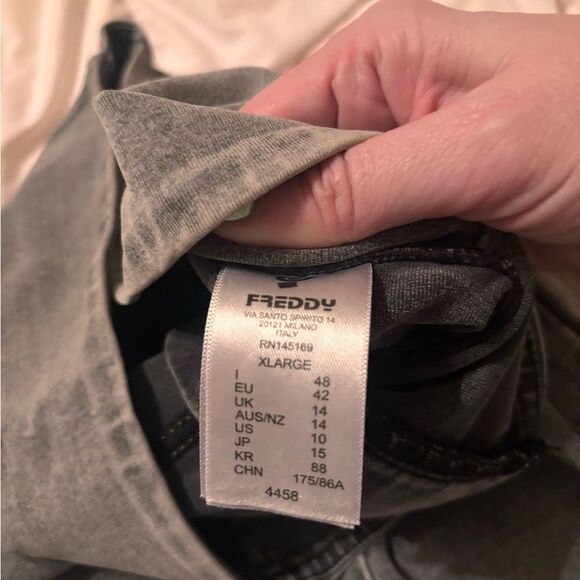 FREDDY
VIA SANTO SPIRITO 14
20121 MILANO
ITALY
RN145169
XLARGE
I 48
EU 42
UK 14
AUS/NZ 14
US 10
JP 15
KR 88
CHN 175/86A
4458